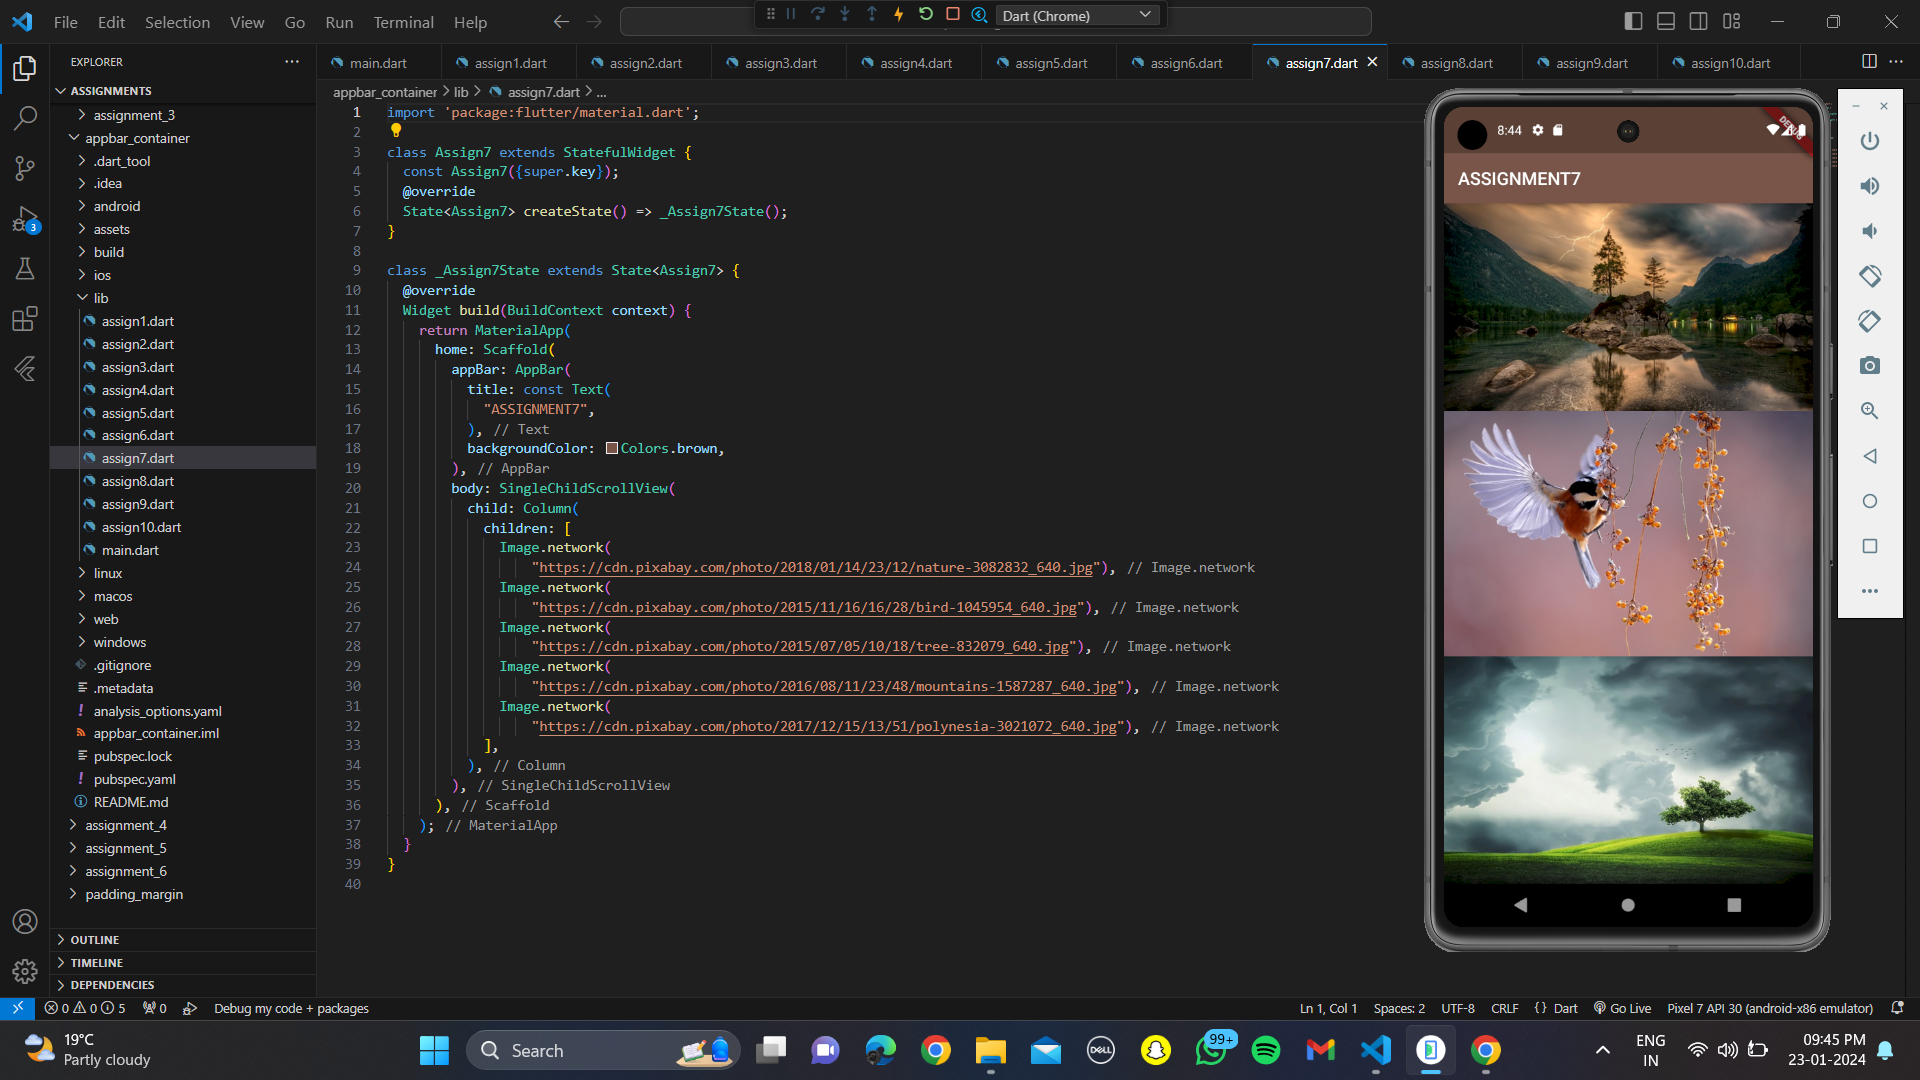 File Edit Selection View Go Run Terminal Help
Dart (Chrome)
EXPLORER
main.dart assign1.dart assign2.dart assign3.dart assign4.dart assign5.dart assign6.dart assign7.dart assign8.dart assign9.dart assign10.dart
ASSIGNMENTS
assignment_3
appbar_container
.dart_tool
.idea
android
assets
build
ios
lib
assign1.dart
assign2.dart
assign3.dart
assign4.dart
assign5.dart
assign6.dart
assign7.dart
assign8.dart
assign9.dart
assign10.dart
main.dart
linux
macos
web
windows
.gitignore
.metadata
analysis_options.yaml
appbar_container.iml
pubspec.lock
pubspec.yaml
README.md
assignment_4
assignment_5
assignment_6
padding_margin
OUTLINE
TIMELINE
DEPENDENCIES
3
appbar_container > lib > assign7.dart > ...
1 import 'package:flutter/material.dart';
2
3 class Assign7 extends StatefulWidget {
4 const Assign7({super.key});
5 @override
6 State<Assign7> createState() => _Assign7State();
7 }
8
9 class _Assign7State extends State<Assign7> {
10 @override
11 Widget build(BuildContext context) {
12 return MaterialApp(
13 home: Scaffold(
14 appBar: AppBar(
15 title: const Text(
16 "ASSIGNMENT7",
17 ), // Text
18 backgroundColor: Colors.brown,
19 ), // AppBar
20 body: SingleChildScrollView(
21 child: Column(
22 children: [
23 Image.network(
24 "https://cdn.pixabay.com/photo/2018/01/14/23/12/nature-3082832_640.jpg"), // Image.network
25 Image.network(
26 "https://cdn.pixabay.com/photo/2015/11/16/16/28/bird-1045954_640.jpg"), // Image.network
27 Image.network(
28 "https://cdn.pixabay.com/photo/2015/07/05/10/18/tree-832079_640.jpg"), // Image.network
29 Image.network(
30 "https://cdn.pixabay.com/photo/2016/08/11/23/48/mountains-1587287_640.jpg"), // Image.network
31 Image.network(
32 "https://cdn.pixabay.com/photo/2017/12/15/13/51/polynesia-3021072_640.jpg"), // Image.network
33 ],
34 ), // Column
35 ), // SingleChildScrollView
36 ), // Scaffold
37 ); // MaterialApp
38 }
39 }
40
8:44
DEBUG
ASSIGNMENT7
0 0 5 0 Debug my code + packages
Ln 1, Col 1 Spaces: 2 UTF-8 CRLF {} Dart Go Live Pixel 7 API 30 (android-x86 emulator)
19°C
Partly cloudy
Search
DELL
99+
ENG
IN
09:45 PM
23-01-2024